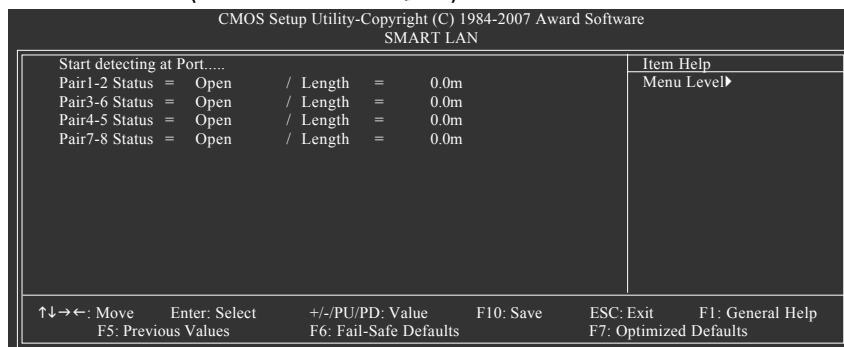 CMOS Setup Utility-Copyright (C) 1984-2007 Award Software
SMART LAN
Start detecting at Port.....
Pair1-2 Status = Open / Length = 0.0m
Pair3-6 Status = Open / Length = 0.0m
Pair4-5 Status = Open / Length = 0.0m
Pair7-8 Status = Open / Length = 0.0m
Item Help
Menu Level▶
↑↓→←: Move Enter: Select +/-/PU/PD: Value F10: Save ESC: Exit F1: General Help
F5: Previous Values F6: Fail-Safe Defaults F7: Optimized Defaults